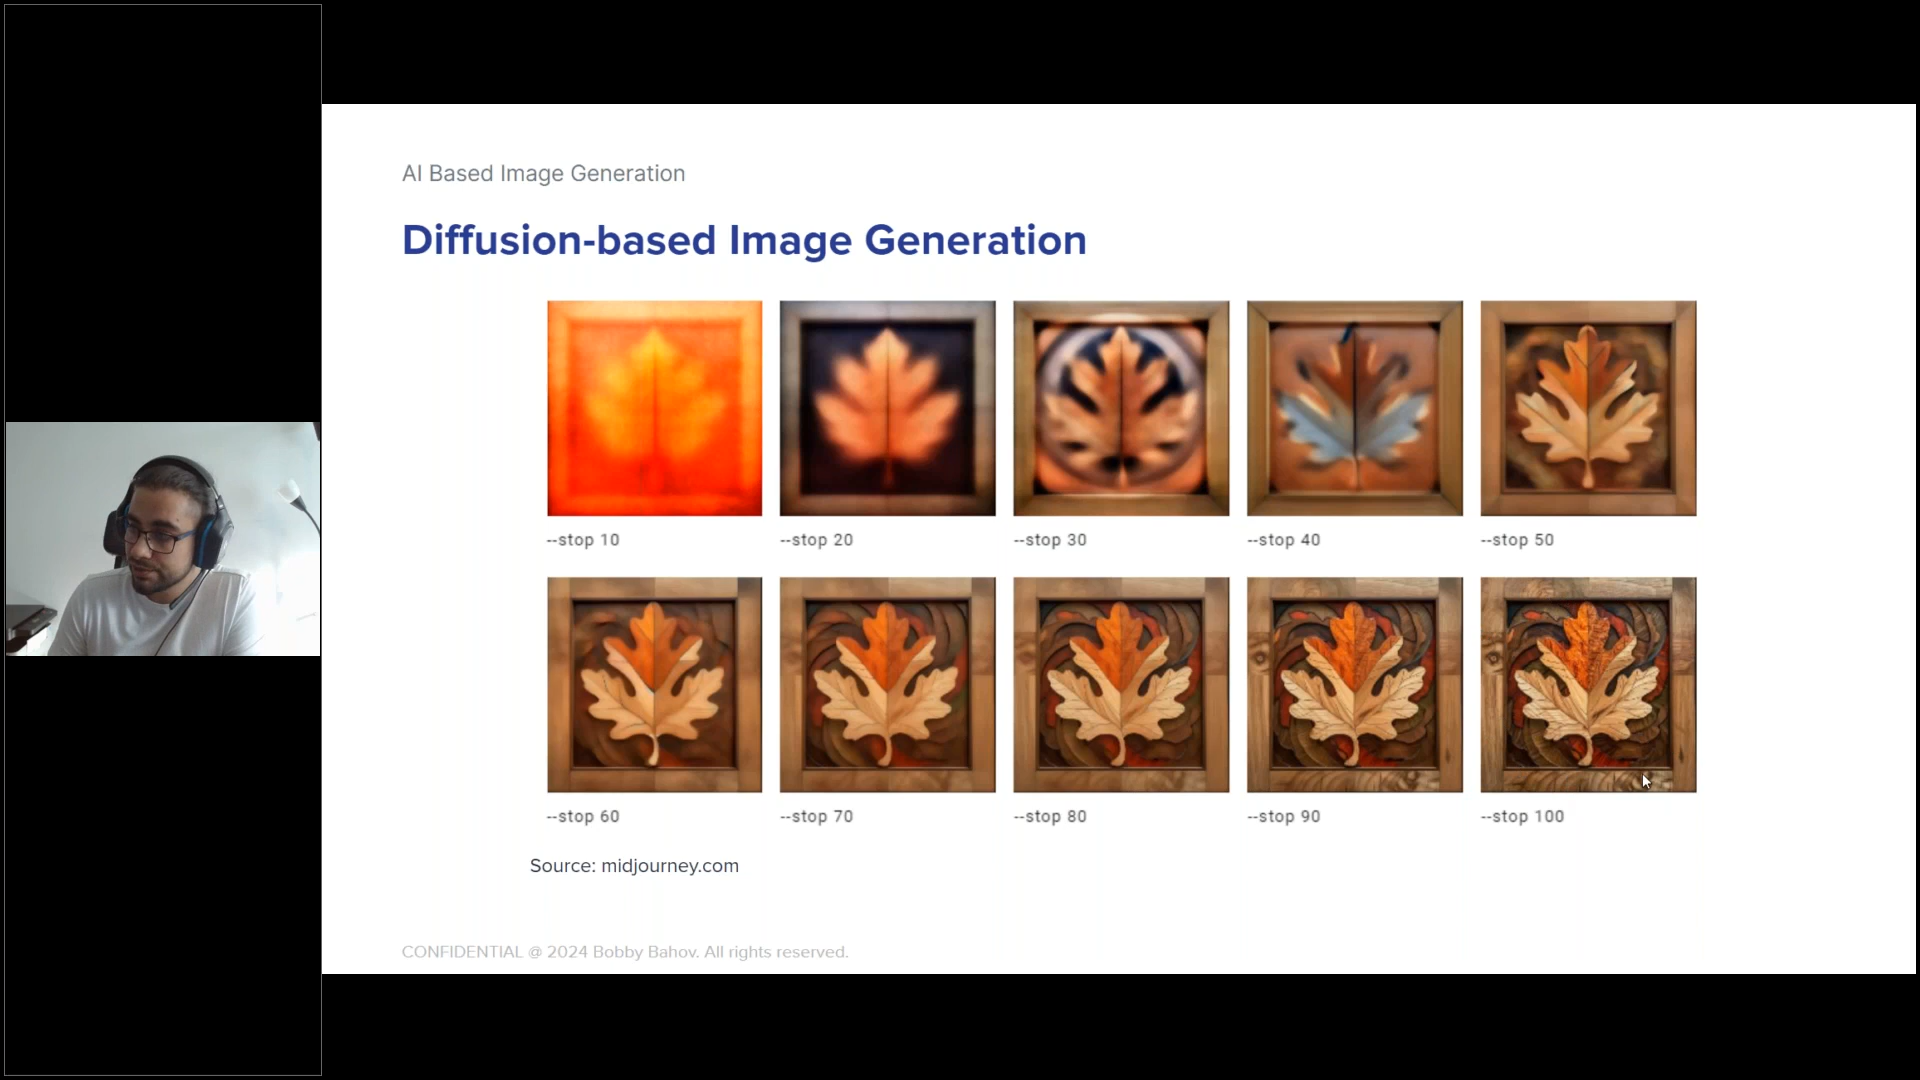 AI Based Image Generation
Diffusion-based Image Generation
--stop 10
--stop 20
--stop 30
--stop 40
--stop 50
--stop 60
--stop 70
--stop 80
--stop 90
--stop 100
Source: midjourney.com
CONFIDENTIAL @ 2024 Bobby Bahov. All rights reserved.